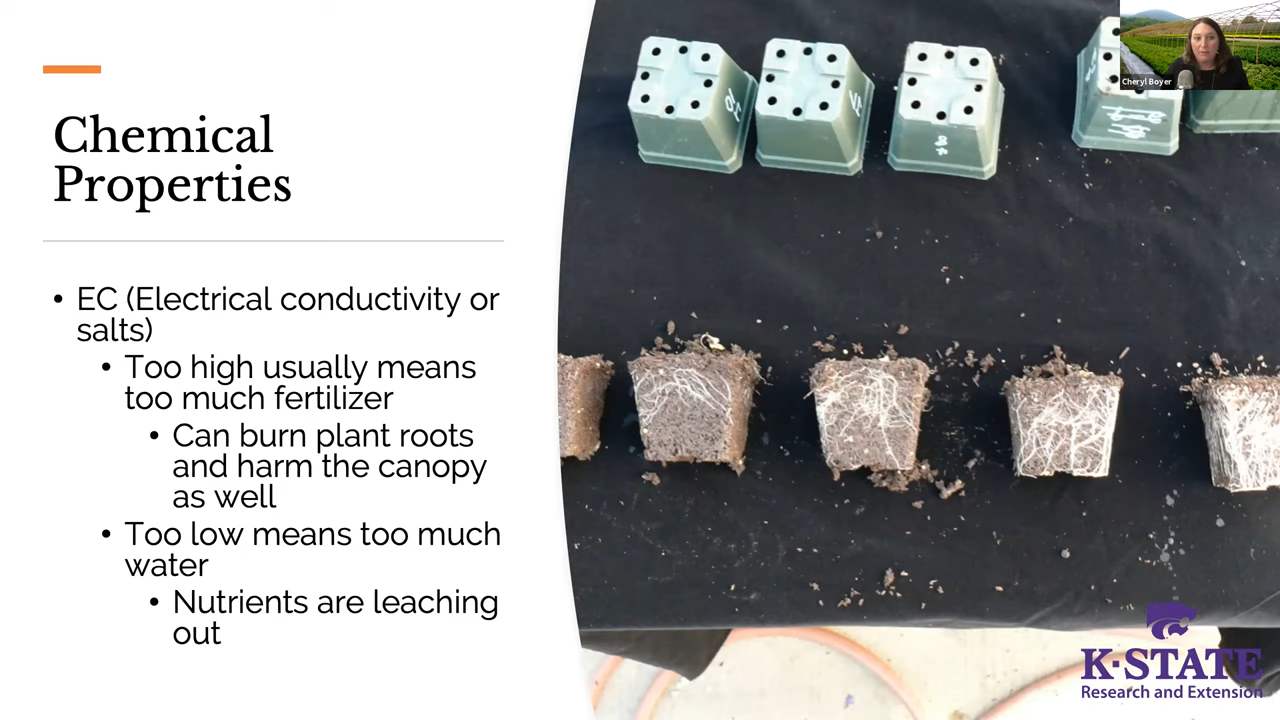 Chemical
Properties
• EC (Electrical conductivity or
salts)
• Too high usually means
too much fertilizer
• Can burn plant roots
and harm the canopy
as well
• Too low means too much
water
• Nutrients are leaching
out
Cheryl Boyer
K-STATE
Research and Extension